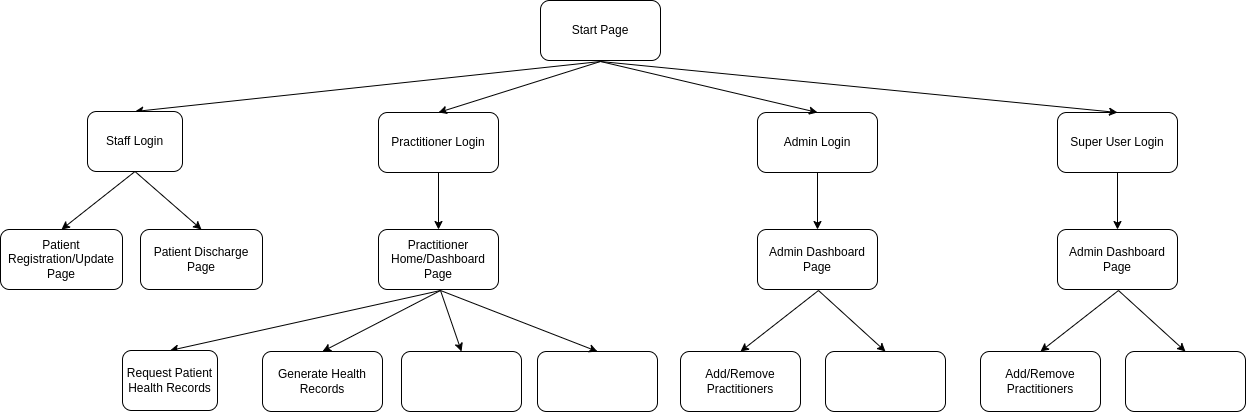 Start Page
Staff Login
Practitioner Login
Admin Login
Super User Login
Patient
Registration/Update
Page
Patient Discharge
Page
Practitioner
Home/Dashboard
Page
Admin Dashboard
Page
Admin Dashboard
Page
Request Patient
Health Records
Generate Health
Records
Add/Remove
Practitioners
Add/Remove
Practitioners